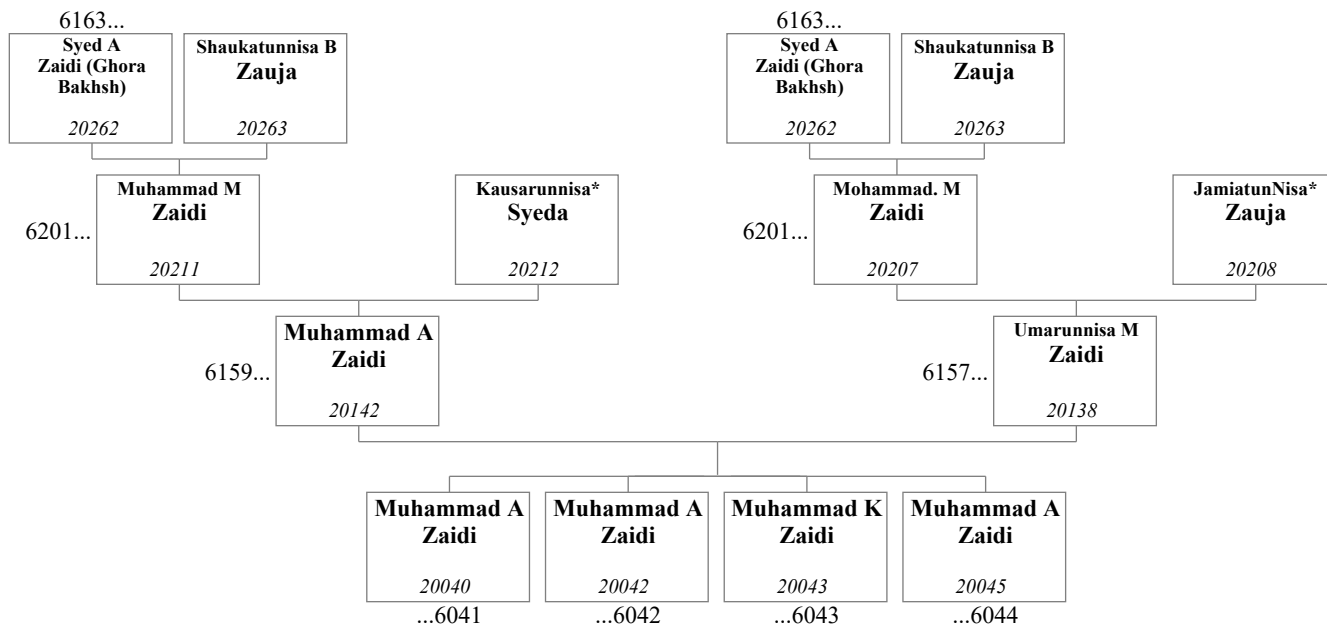 6163...
Syed A
Zaidi (Ghora
Bakhsh)
20262
Shaukatunnisa B
Zauja
20263
6163...
Syed A
Zaidi (Ghora
Bakhsh)
20262
Shaukatunnisa B
Zauja
20263
6201...
Muhammad M
Zaidi
20211
Kausarunnisa*
Syeda
20212
6201...
Mohammad. M
Zaidi
20207
JamiatunNisa*
Zauja
20208
6159...
Muhammad A
Zaidi
20142
6157...
Umarunnisa M
Zaidi
20138
Muhammad A
Zaidi
20040
...6041
Muhammad A
Zaidi
20042
...6042
Muhammad K
Zaidi
20043
...6043
Muhammad A
Zaidi
20045
...6044